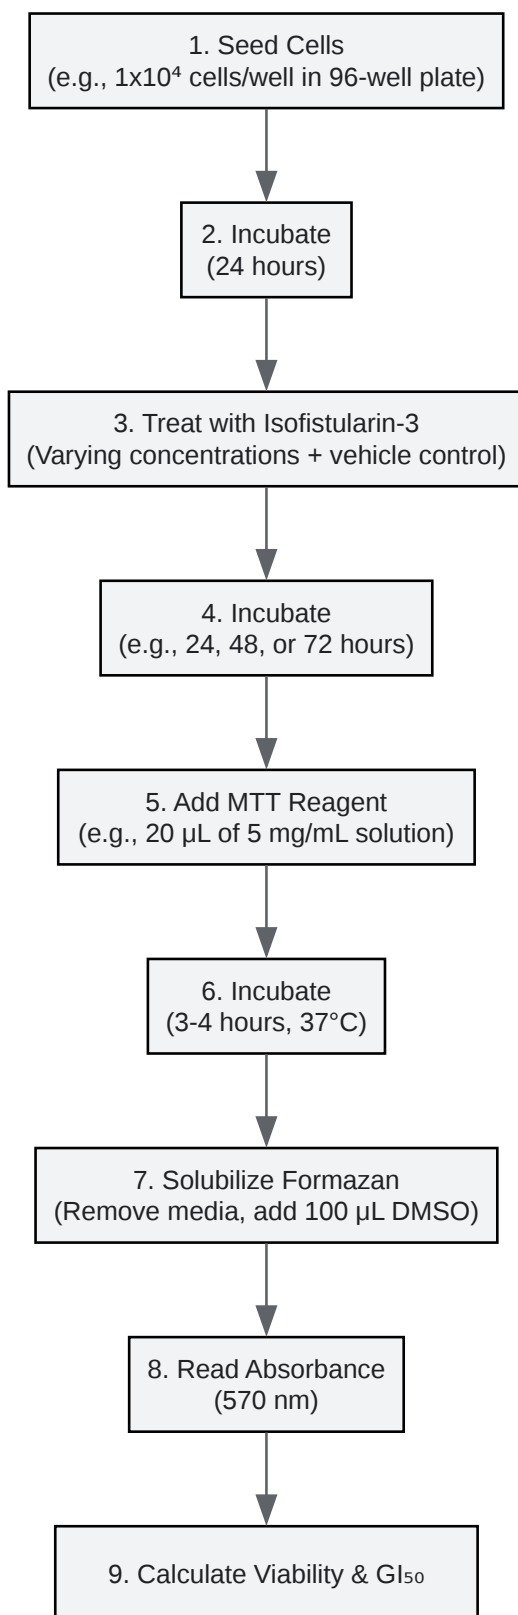 1. Seed Cells
(e.g., 1x10⁴ cells/well in 96-well plate)
2. Incubate
(24 hours)
3. Treat with Isofistularin-3
(Varying concentrations + vehicle control)
4. Incubate
(e.g., 24, 48, or 72 hours)
5. Add MTT Reagent
(e.g., 20 µL of 5 mg/mL solution)
6. Incubate
(3-4 hours, 37°C)
7. Solubilize Formazan
(Remove media, add 100 µL DMSO)
8. Read Absorbance
(570 nm)
9. Calculate Viability & GI₅₀